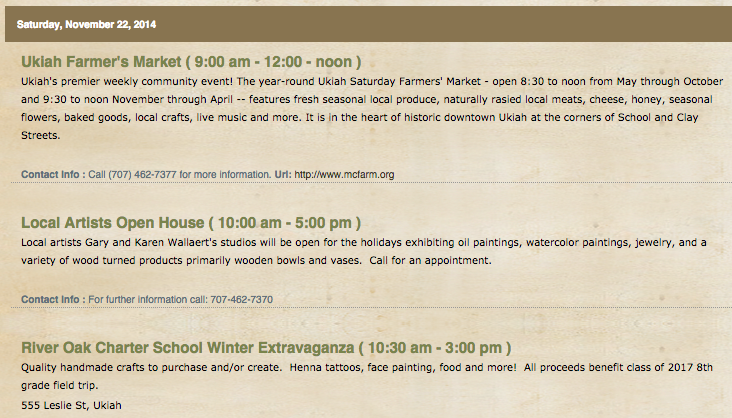 Saturday, November 22, 2014
Ukiah Farmer's Market ( 9:00 am - 12:00 - noon )
Ukiah's premier weekly community event! The year-round Ukiah Saturday Farmers' Market - open 8:30 to noon from May through October
and 9:30 to noon November through April -- features fresh seasonal local produce, naturally rasied local meats, cheese, honey, seasonal
flowers, baked goods, local crafts, live music and more. It is in the heart of historic downtown Ukiah at the corners of School and Clay
Streets.
Contact Info : Call (707) 462-7377 for more information. Url: http://www.mcfarm.org
Local Artists Open House ( 10:00 am - 5:00 pm )
Local artists Gary and Karen Wallaert's studios will be open for the holidays exhibiting oil paintings, watercolor paintings, jewelry, and a
variety of wood turned products primarily wooden bowls and vases.  Call for an appointment.
Contact Info : For further information call: 707-462-7370
River Oak Charter School Winter Extravaganza ( 10:30 am - 3:00 pm )
Quality handmade crafts to purchase and/or create.  Henna tattoos, face painting, food and more!  All proceeds benefit class of 2017 8th
grade field trip.
555 Leslie St, Ukiah